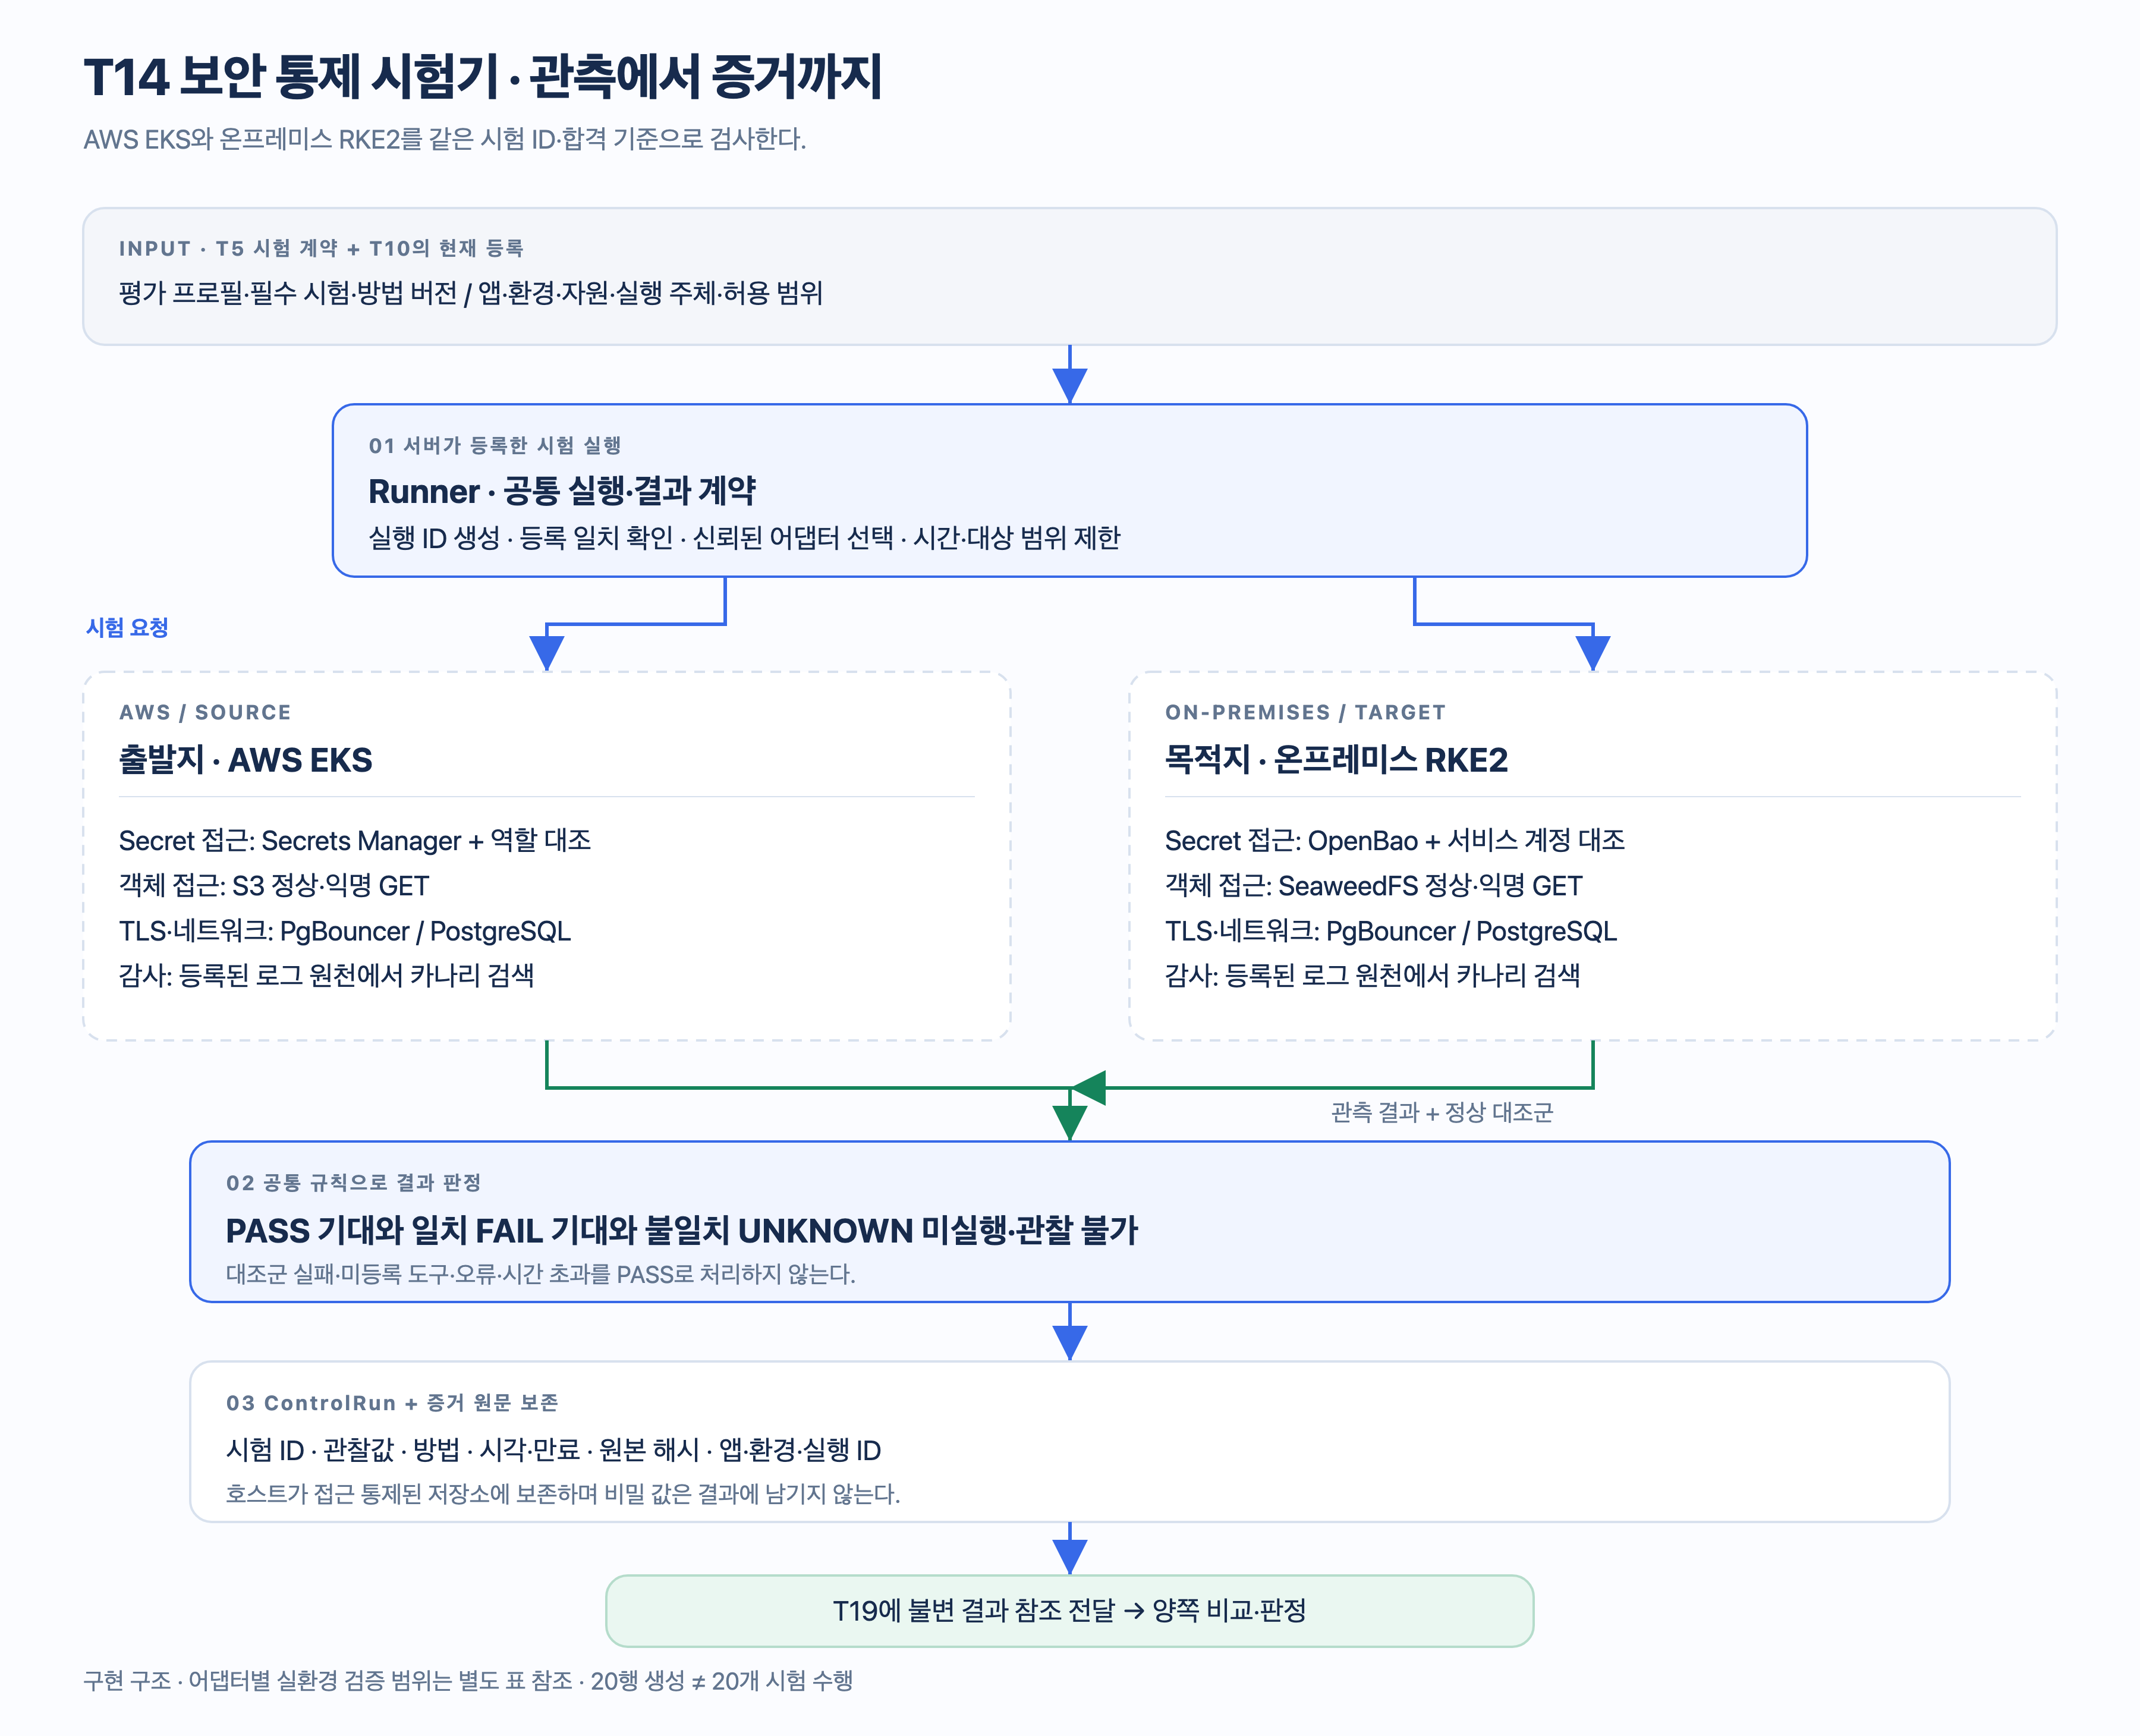 T14 보안 통제 시험기 · 관측에서 증거까지
AWS EKS와 온프레미스 RKE2를 같은 시험 ID·합격 기준으로 검사한다.
INPUT · T5 시험 계약 + T10의 현재 등록
평가 프로필·필수 시험·방법 버전 / 앱·환경·자원·실행 주체·허용 범위
01 서버가 등록한 시험 실행
Runner · 공통 실행·결과 계약
실행 ID 생성 · 등록 일치 확인 · 신뢰된 어댑터 선택 · 시간·대상 범위 제한
시험 요청
AWS / SOURCE
출발지 · AWS EKS
Secret 접근: Secrets Manager + 역할 대조
객체 접근: S3 정상·익명 GET
TLS·네트워크: PgBouncer / PostgreSQL
감사: 등록된 로그 원천에서 카나리 검색
ON-PREMISES / TARGET
목적지 · 온프레미스 RKE2
Secret 접근: OpenBao + 서비스 계정 대조
객체 접근: SeaweedFS 정상·익명 GET
TLS·네트워크: PgBouncer / PostgreSQL
감사: 등록된 로그 원천에서 카나리 검색
관측 결과 + 정상 대조군
02 공통 규칙으로 결과 판정
PASS 기대와 일치 FAIL 기대와 불일치 UNKNOWN 미실행·관찰 불가
대조군 실패·미등록 도구·오류·시간 초과를 PASS로 처리하지 않는다.
03 ControlRun + 증거 원문 보존
시험 ID · 관찰값 · 방법 · 시각·만료 · 원본 해시 · 앱·환경·실행 ID
호스트가 접근 통제된 저장소에 보존하며 비밀 값은 결과에 남기지 않는다.
T19에 불변 결과 참조 전달 → 양쪽 비교·판정
구현 구조 · 어댑터별 실환경 검증 범위는 별도 표 참조 · 20행 생성 ≠ 20개 시험 수행